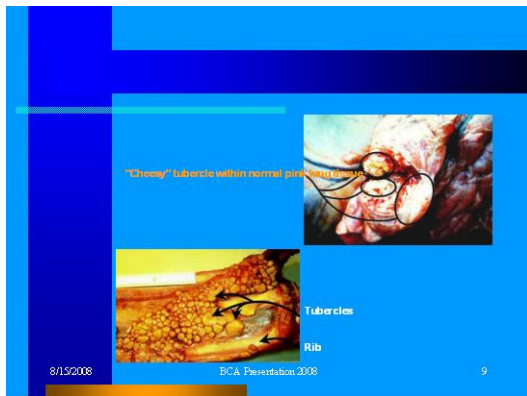 "Cheesy" tubercle within normal pink lung tissue
Tubercles
Rib
8/15/2008 BCA Presentation 2008 9